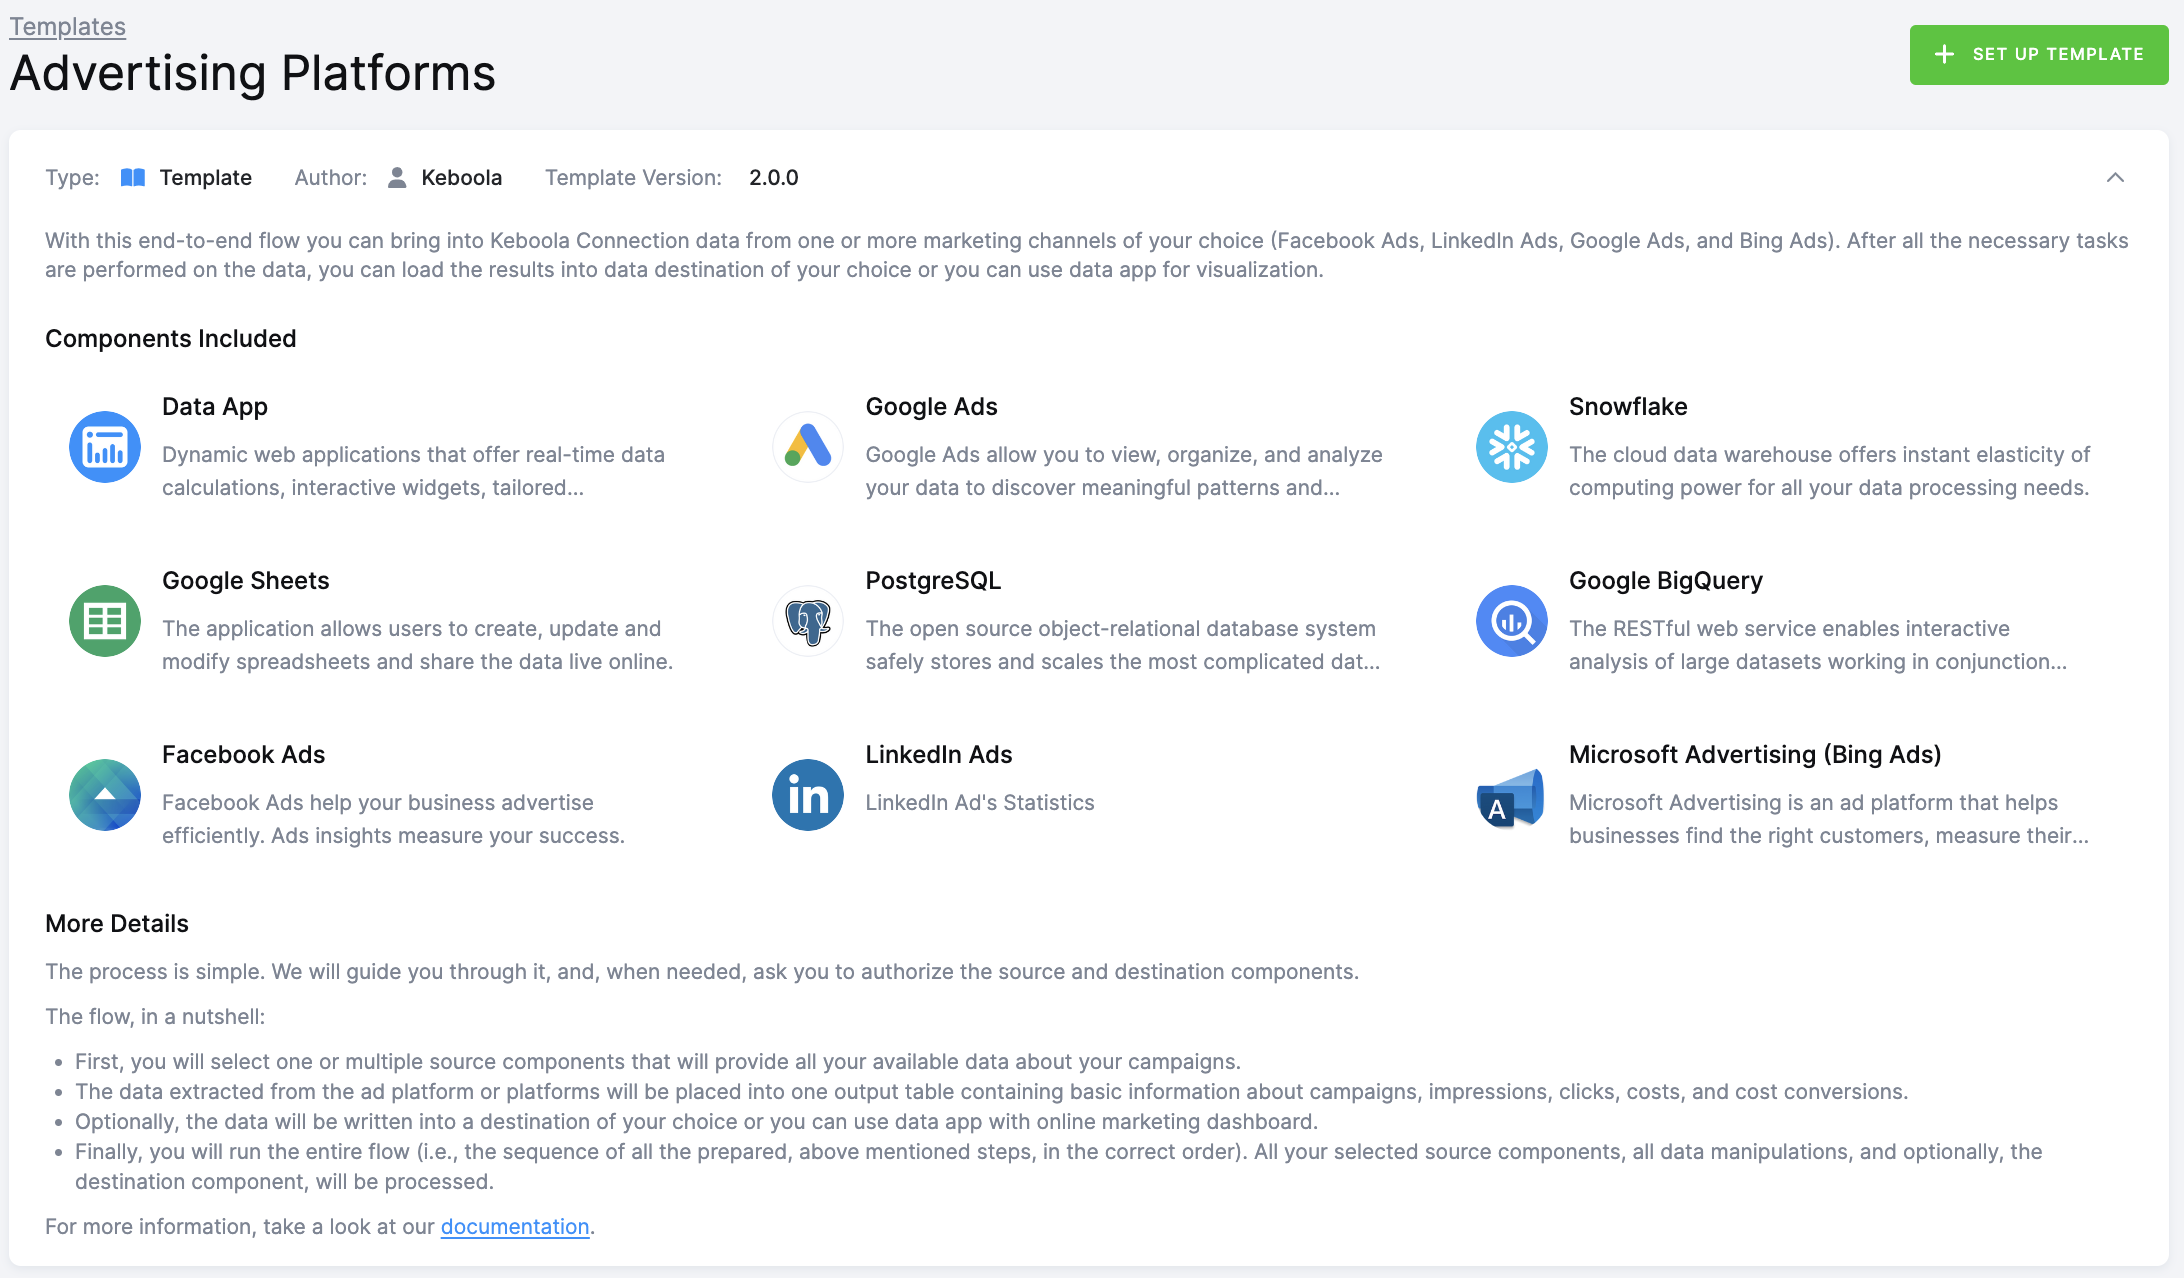 Templates
Advertising Platforms
SET UP TEMPLATE
Type: Template Author: Keboola Template Version: 2.0.0
With this end-to-end flow you can bring into Keboola Connection data from one or more marketing channels of your choice (Facebook Ads, LinkedIn Ads, Google Ads, and Bing Ads). After all the necessary tasks
are performed on the data, you can load the results into data destination of your choice or you can use data app for visualization.
Components Included
Data App
Dynamic web applications that offer real-time data
calculations, interactive widgets, tailored...
Google Ads
Google Ads allow you to view, organize, and analyze
your data to discover meaningful patterns and...
Snowflake
The cloud data warehouse offers instant elasticity of
computing power for all your data processing needs.
Google Sheets
The application allows users to create, update and
modify spreadsheets and share the data live online.
PostgreSQL
The open source object-relational database system
safely stores and scales the most complicated dat...
Google BigQuery
The RESTful web service enables interactive
analysis of large datasets working in conjunction...
Facebook Ads
Facebook Ads help your business advertise
efficiently. Ads insights measure your success.
in
LinkedIn Ads
LinkedIn Ad's Statistics
A
Microsoft Advertising (Bing Ads)
Microsoft Advertising is an ad platform that helps
businesses find the right customers, measure their...
More Details
The process is simple. We will guide you through it, and, when needed, ask you to authorize the source and destination components.
The flow, in a nutshell:
• First, you will select one or multiple source components that will provide all your available data about your campaigns.
• The data extracted from the ad platform or platforms will be placed into one output table containing basic information about campaigns, impressions, clicks, costs, and cost conversions.
• Optionally, the data will be written into a destination of your choice or you can use data app with online marketing dashboard.
• Finally, you will run the entire flow (i.e., the sequence of all the prepared, above mentioned steps, in the correct order). All your selected source components, all data manipulations, and optionally, the
destination component, will be processed.
For more information, take a look at our documentation.